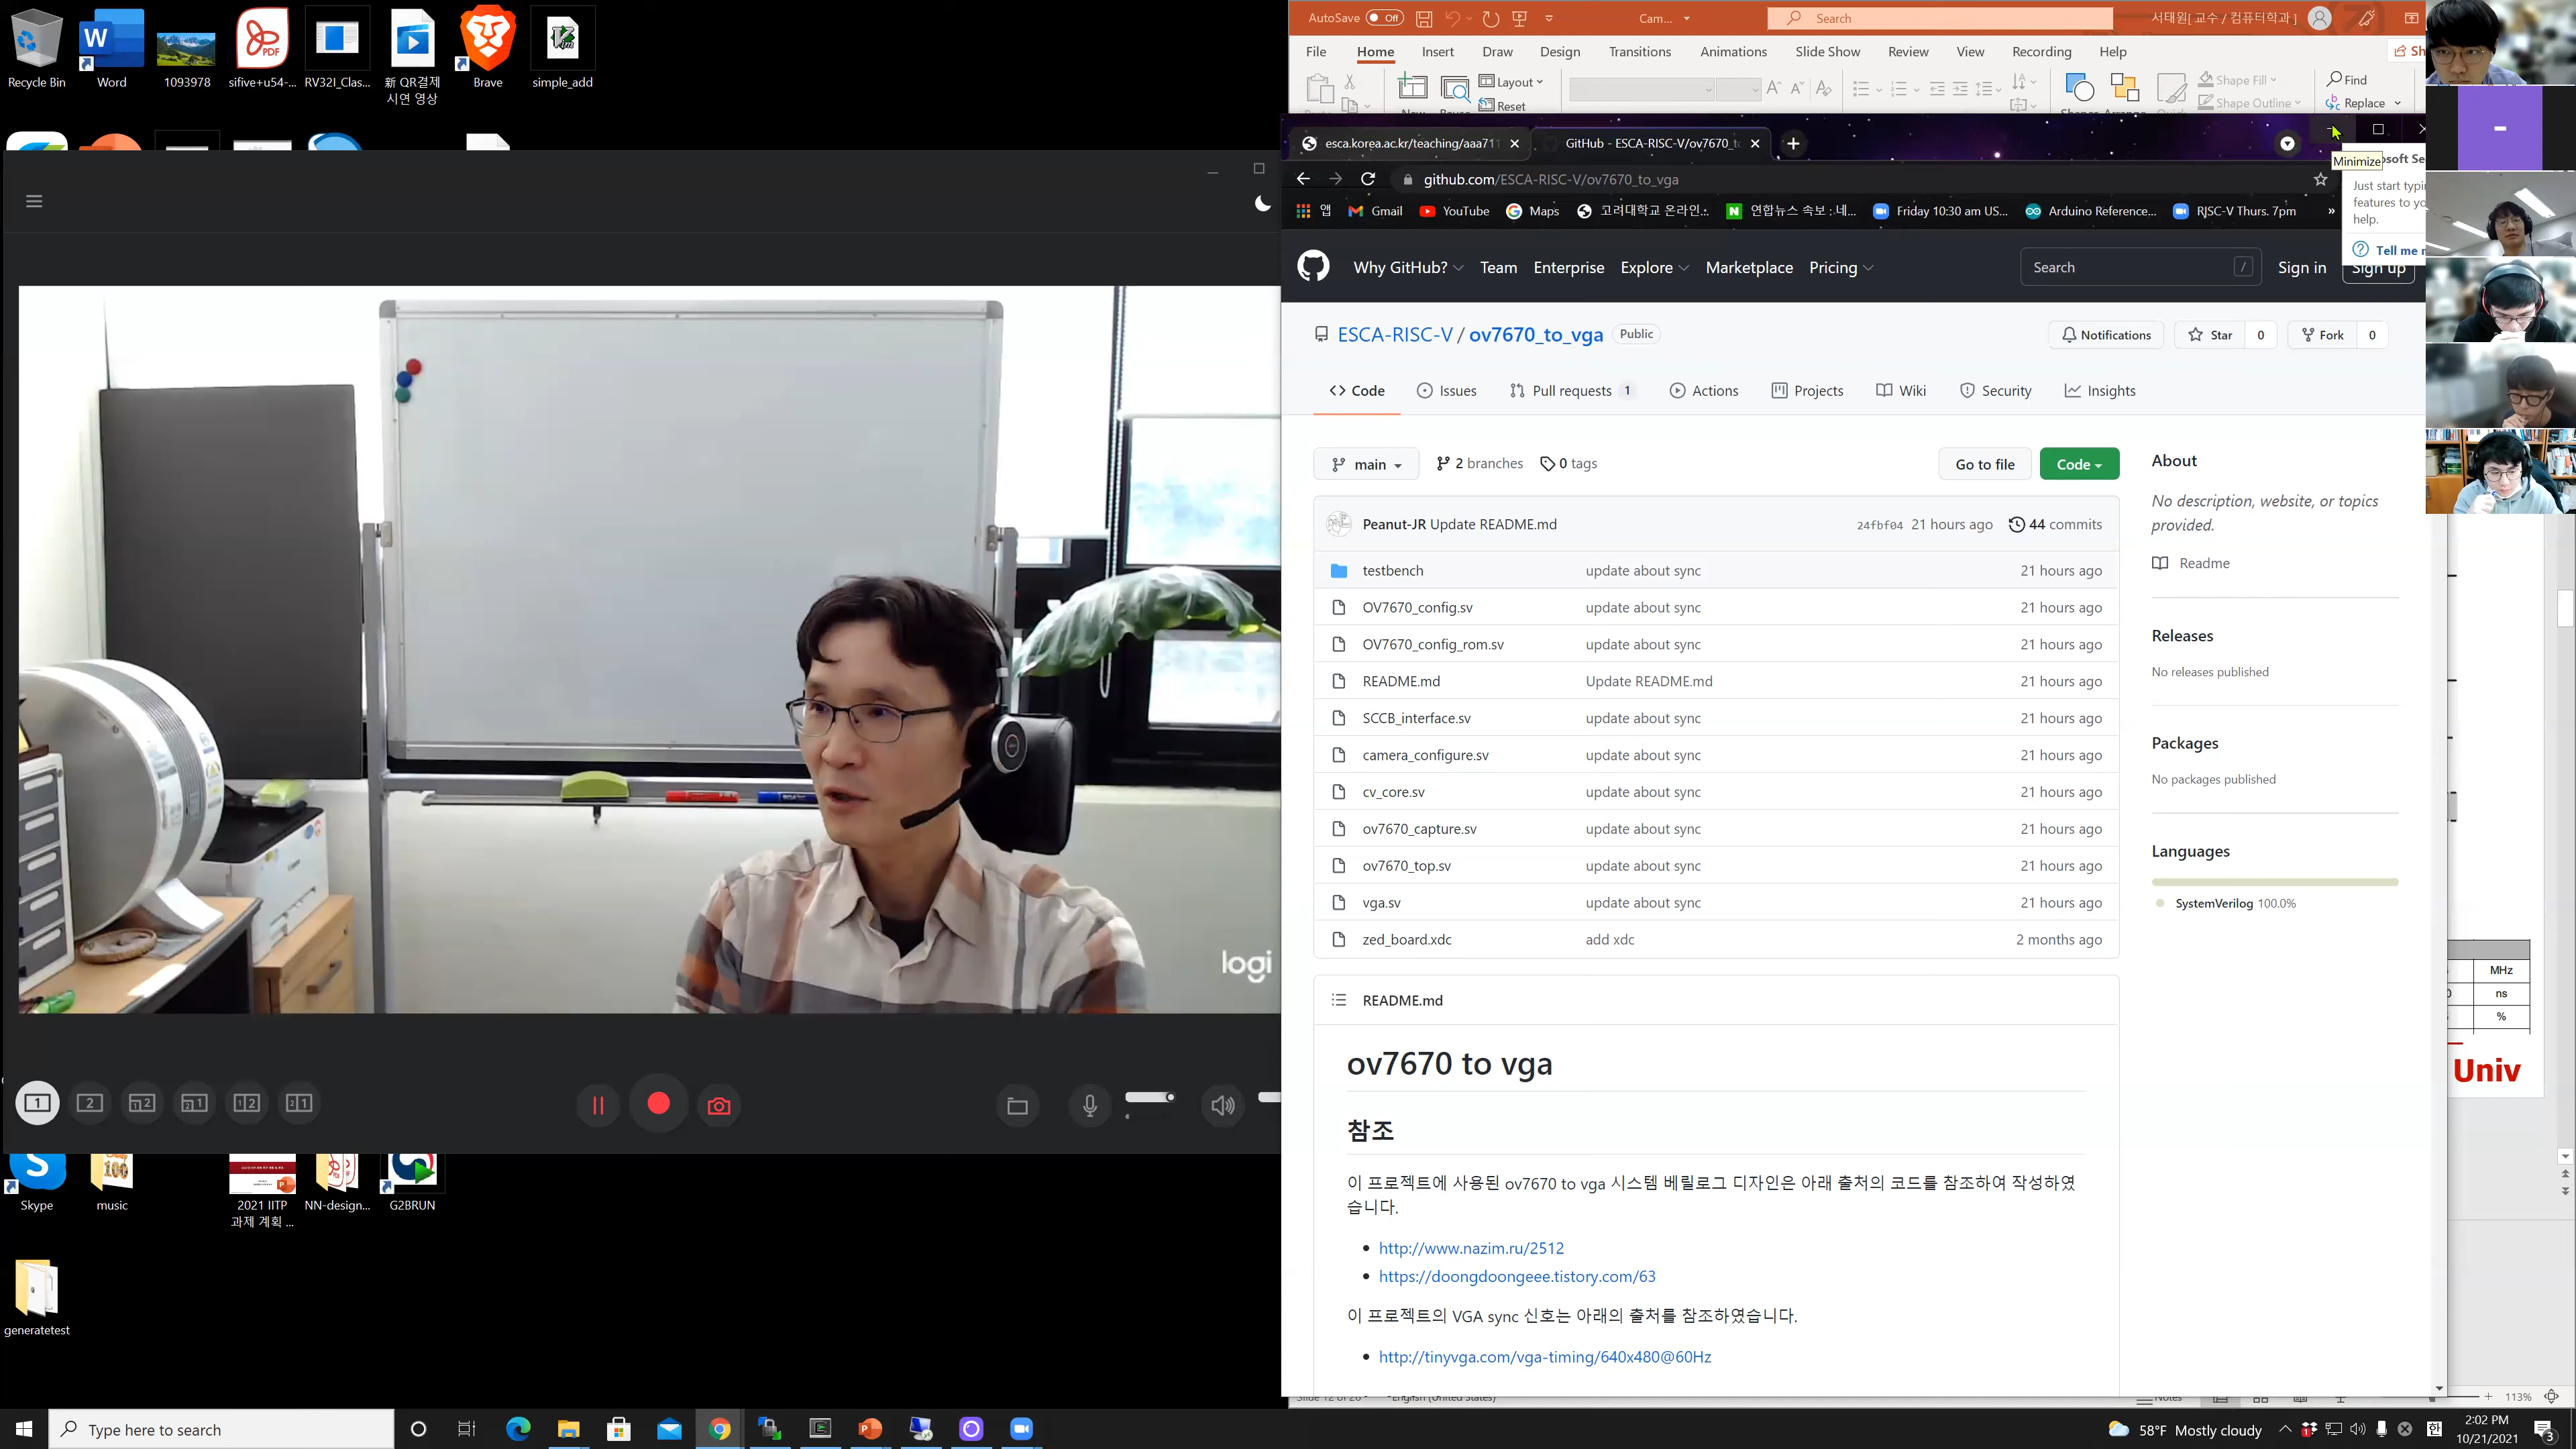 Recycle Bin
Word
1093978
sifive+u54-...
RV32I_Clas...
新 QR결제
시연 영상
Brave
simple_add
AutoSave Off
Cam...
Search
서태원[ 교수 / 컴퓨터학과 ]
File Home Insert Draw Design Transitions Animations Slide Show Review View Recording Help
Layout
Reset
Shape Fill
Shape Outline
Find
Replace
esca.korea.ac.kr/teaching/aaa711
GitHub - ESCA-RISC-V/ov7670_to
Minimize
Just start typi
features to yo
help.
Tell me
github.com/ESCA-RISC-V/ov7670_to_vga
앱
Gmail
YouTube
Maps
고려대학교 온라인...
연합뉴스 속보 : 네...
Friday 10:30 am US...
Arduino Reference...
RISC-V Thurs. 7pm
»
Why GitHub? Team Enterprise Explore Marketplace Pricing
Search /
Sign in
Sign up
ESCA-RISC-V / ov7670_to_vga Public
Notifications
Star 0
Fork 0
Code
Issues
Pull requests 1
Actions
Projects
Wiki
Security
Insights
main
2 branches
0 tags
Go to file
Code
Peanut-JR Update README.md 24fbf04 21 hours ago 44 commits
testbench update about sync 21 hours ago
OV7670_config.sv update about sync 21 hours ago
OV7670_config_rom.sv update about sync 21 hours ago
README.md Update README.md 21 hours ago
SCCB_interface.sv update about sync 21 hours ago
camera_configure.sv update about sync 21 hours ago
cv_core.sv update about sync 21 hours ago
ov7670_capture.sv update about sync 21 hours ago
ov7670_top.sv update about sync 21 hours ago
vga.sv update about sync 21 hours ago
zed_board.xdc add xdc 2 months ago
README.md
ov7670 to vga
참조
이 프로젝트에 사용된 ov7670 to vga 시스템 베릴로그 디자인은 아래 출처의 코드를 참조하여 작성하였
습니다.
http://www.nazim.ru/2512
https://doongdoongeee.tistory.com/63
이 프로젝트의 VGA sync 신호는 아래의 출처를 참조하였습니다.
http://tinyvga.com/vga-timing/640x480@60Hz
About
No description, website, or topics
provided.
Readme
Releases
No releases published
Packages
No packages published
Languages
SystemVerilog 100.0%
MHz
ns
%
Univ
113%
logi
1
2
Skype
music
2021 IITP
과제 계획 ...
NN-design...
G2BRUN
generatetest
Type here to search
58°F Mostly cloudy
한
2:02 PM
10/21/2021
3